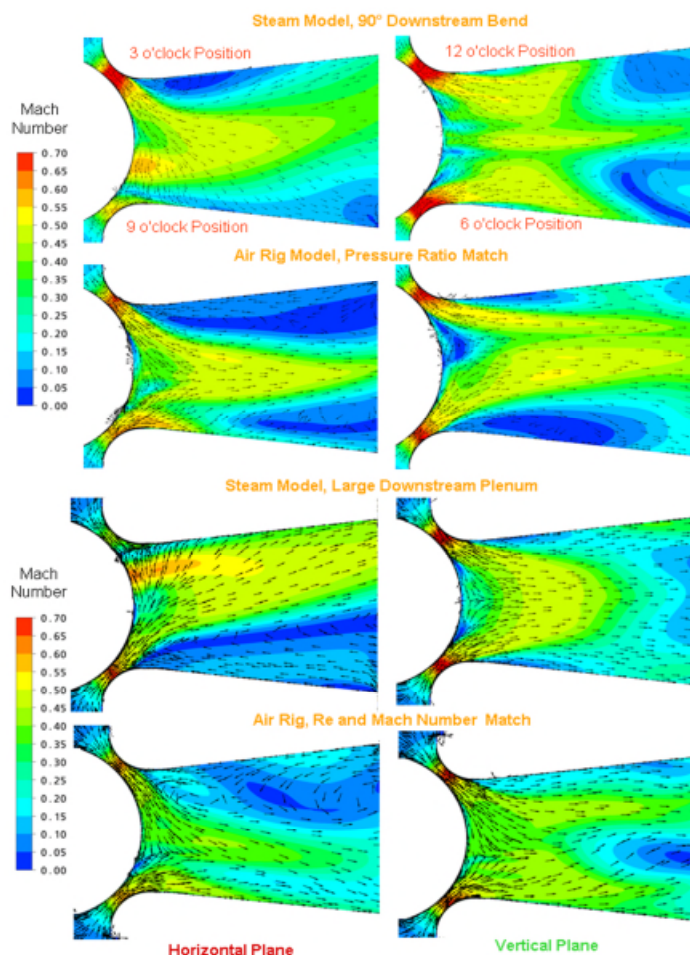 Steam Model, 90° Downstream Bend
3 o'clock Position
12 o'clock Position
Mach
Number
0.70
0.65
0.60
0.55
0.50
0.45
0.40
0.35
0.30
0.25
0.20
0.15
0.10
0.05
0.00
9 o'clock Position
6 o'clock Position
Air Rig Model, Pressure Ratio Match
Steam Model, Large Downstream Plenum
Mach
Number
0.70
0.65
0.60
0.55
0.50
0.45
0.40
0.35
0.30
0.25
0.20
0.15
0.10
0.05
0.00
Air Rig, Re and Mach Number Match
Horizontal Plane
Vertical Plane